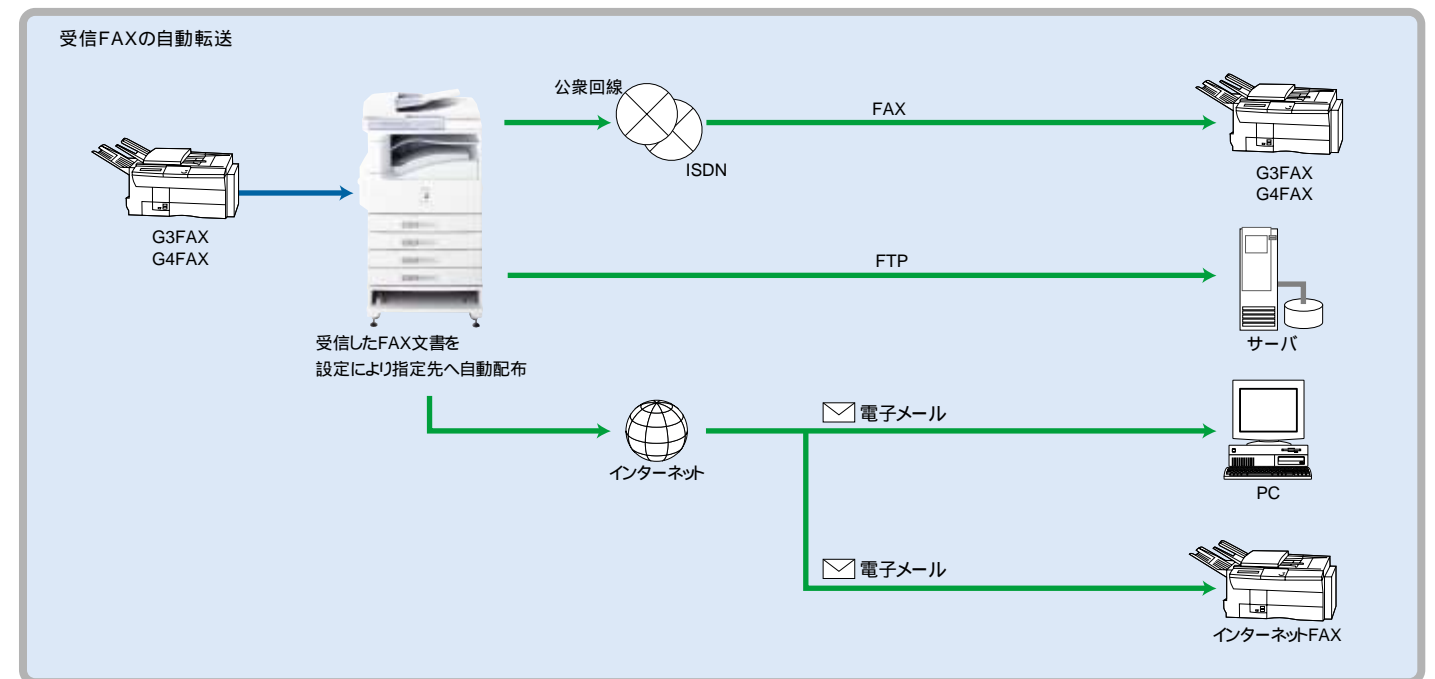 受信FAXの自動転送
公衆回線
ISDN
FAX
G3FAX
G4FAX
G3FAX
G4FAX
FTP
サーバ
受信したFAX文書を
設定により指定先へ自動配布
インターネット
電子メール
PC
電子メール
インターネットFAX